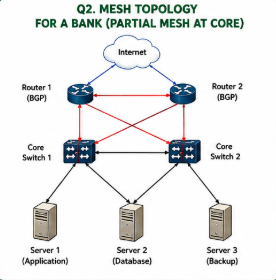 Q2. MESH TOPOLOGY
FOR A BANK (PARTIAL MESH AT CORE)
Internet
Router 1
(BGP)
Router 2
(BGP)
Core
Switch 1
Core
Switch 2
Server 1
(Application)
Server 2
(Database)
Server 3
(Backup)